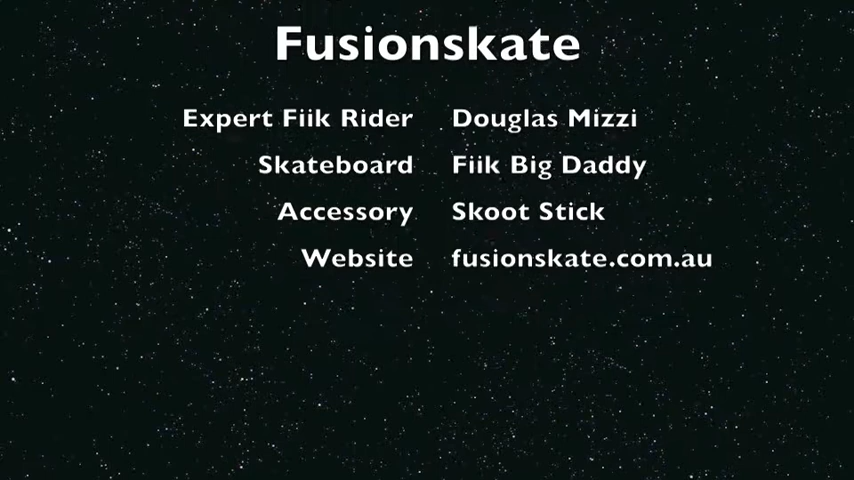 Fusionskate
Expert Fiik Rider Douglas Mizzi
Skateboard Fiik Big Daddy
Accessory Skoot Stick
Website fusionskate.com.au